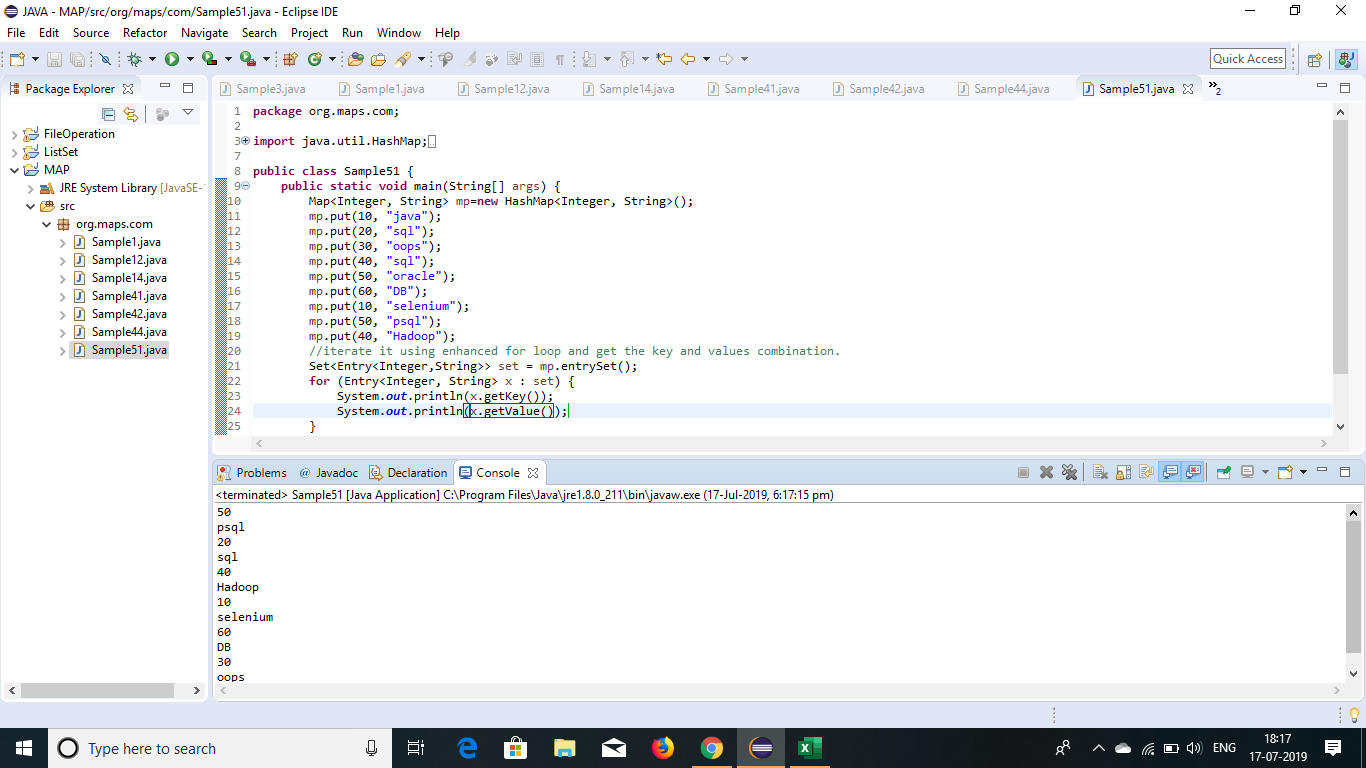 JAVA - MAP/src/org/maps/com/Sample51.java - Eclipse IDE
File Edit Source Refactor Navigate Search Project Run Window Help
Quick Access
Package Explorer
Sample3.java Sample1.java Sample12.java Sample14.java Sample41.java Sample42.java Sample44.java Sample51.java »2
FileOperation
ListSet
MAP
JRE System Library [JavaSE-
src
org.maps.com
Sample1.java
Sample12.java
Sample14.java
Sample41.java
Sample42.java
Sample44.java
Sample51.java
1 package org.maps.com;
2
3 import java.util.HashMap;
7
8 public class Sample51 {
9 public static void main(String[] args) {
10 Map<Integer, String> mp=new HashMap<Integer, String>();
11 mp.put(10, "java");
12 mp.put(20, "sql");
13 mp.put(30, "oops");
14 mp.put(40, "sql");
15 mp.put(50, "oracle");
16 mp.put(60, "DB");
17 mp.put(10, "selenium");
18 mp.put(50, "psql");
19 mp.put(40, "Hadoop");
20 //iterate it using enhanced for loop and get the key and values combination.
21 Set<Entry<Integer,String>> set = mp.entrySet();
22 for (Entry<Integer, String> x : set) {
23 System.out.println(x.getKey());
24 System.out.println(x.getValue());
25 }
Problems @ Javadoc Declaration Console
<terminated> Sample51 [Java Application] C:\Program Files\Java\jre1.8.0_211\bin\javaw.exe (17-Jul-2019, 6:17:15 pm)
50
psql
20
sql
40
Hadoop
10
selenium
60
DB
30
oops
Type here to search
ENG
18:17
17-07-2019